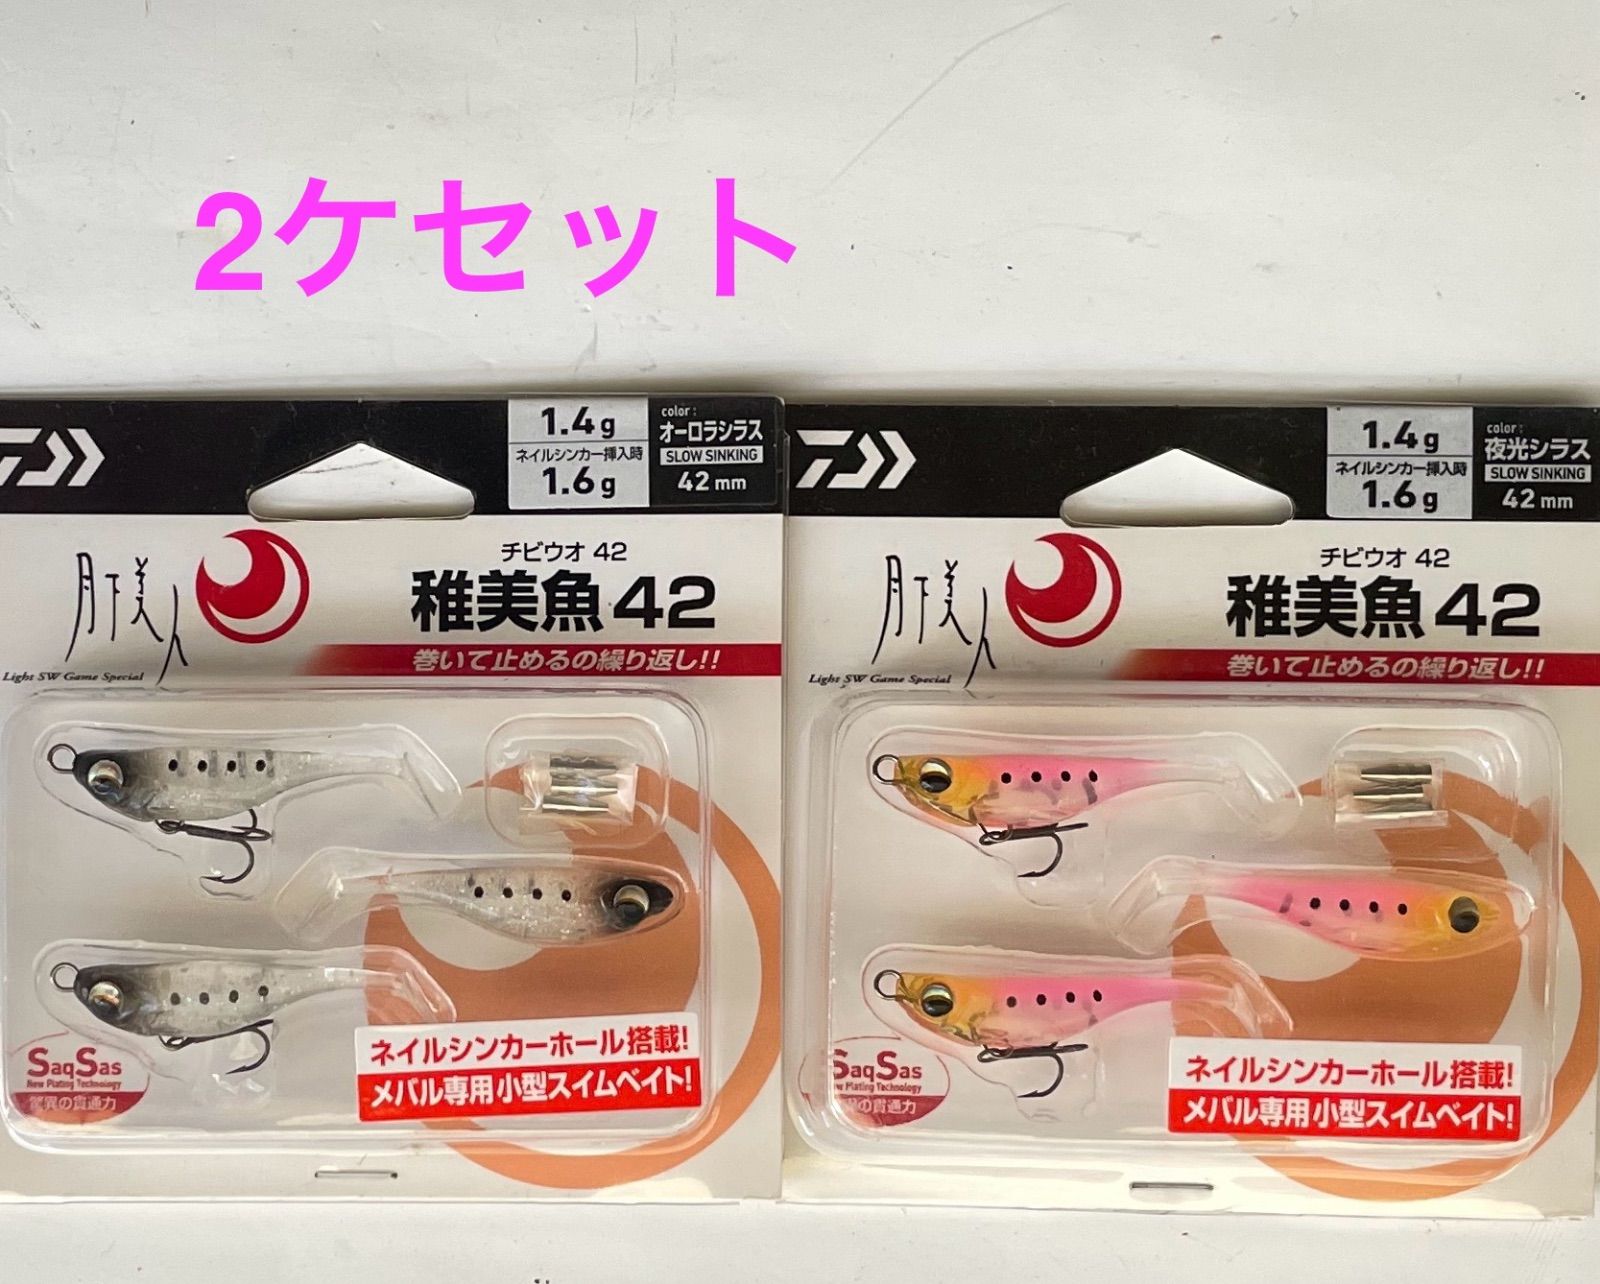 2ケセット
1.4g
ネイルシンカー挿入時
1.6g
color:
オーロラシラス
SLOW SINKING
42mm
月下美人
Light SW Game Special
チビウオ 42
稚美魚42
巻いて止めるの繰り返し!!
SaqSas
New Plating Technology
驚異の貫通力
ネイルシンカーホール搭載!
メバル専用小型スイムベイト!
1.4g
ネイルシンカー挿入時
1.6g
color:
夜光シラス
SLOW SINKING
42mm
月下美人
Light SW Game Special
チビウオ 42
稚美魚42
巻いて止めるの繰り返し!!
SaqSas
New Plating Technology
驚異の貫通力
ネイルシンカーホール搭載!
メバル専用小型スイムベイト!